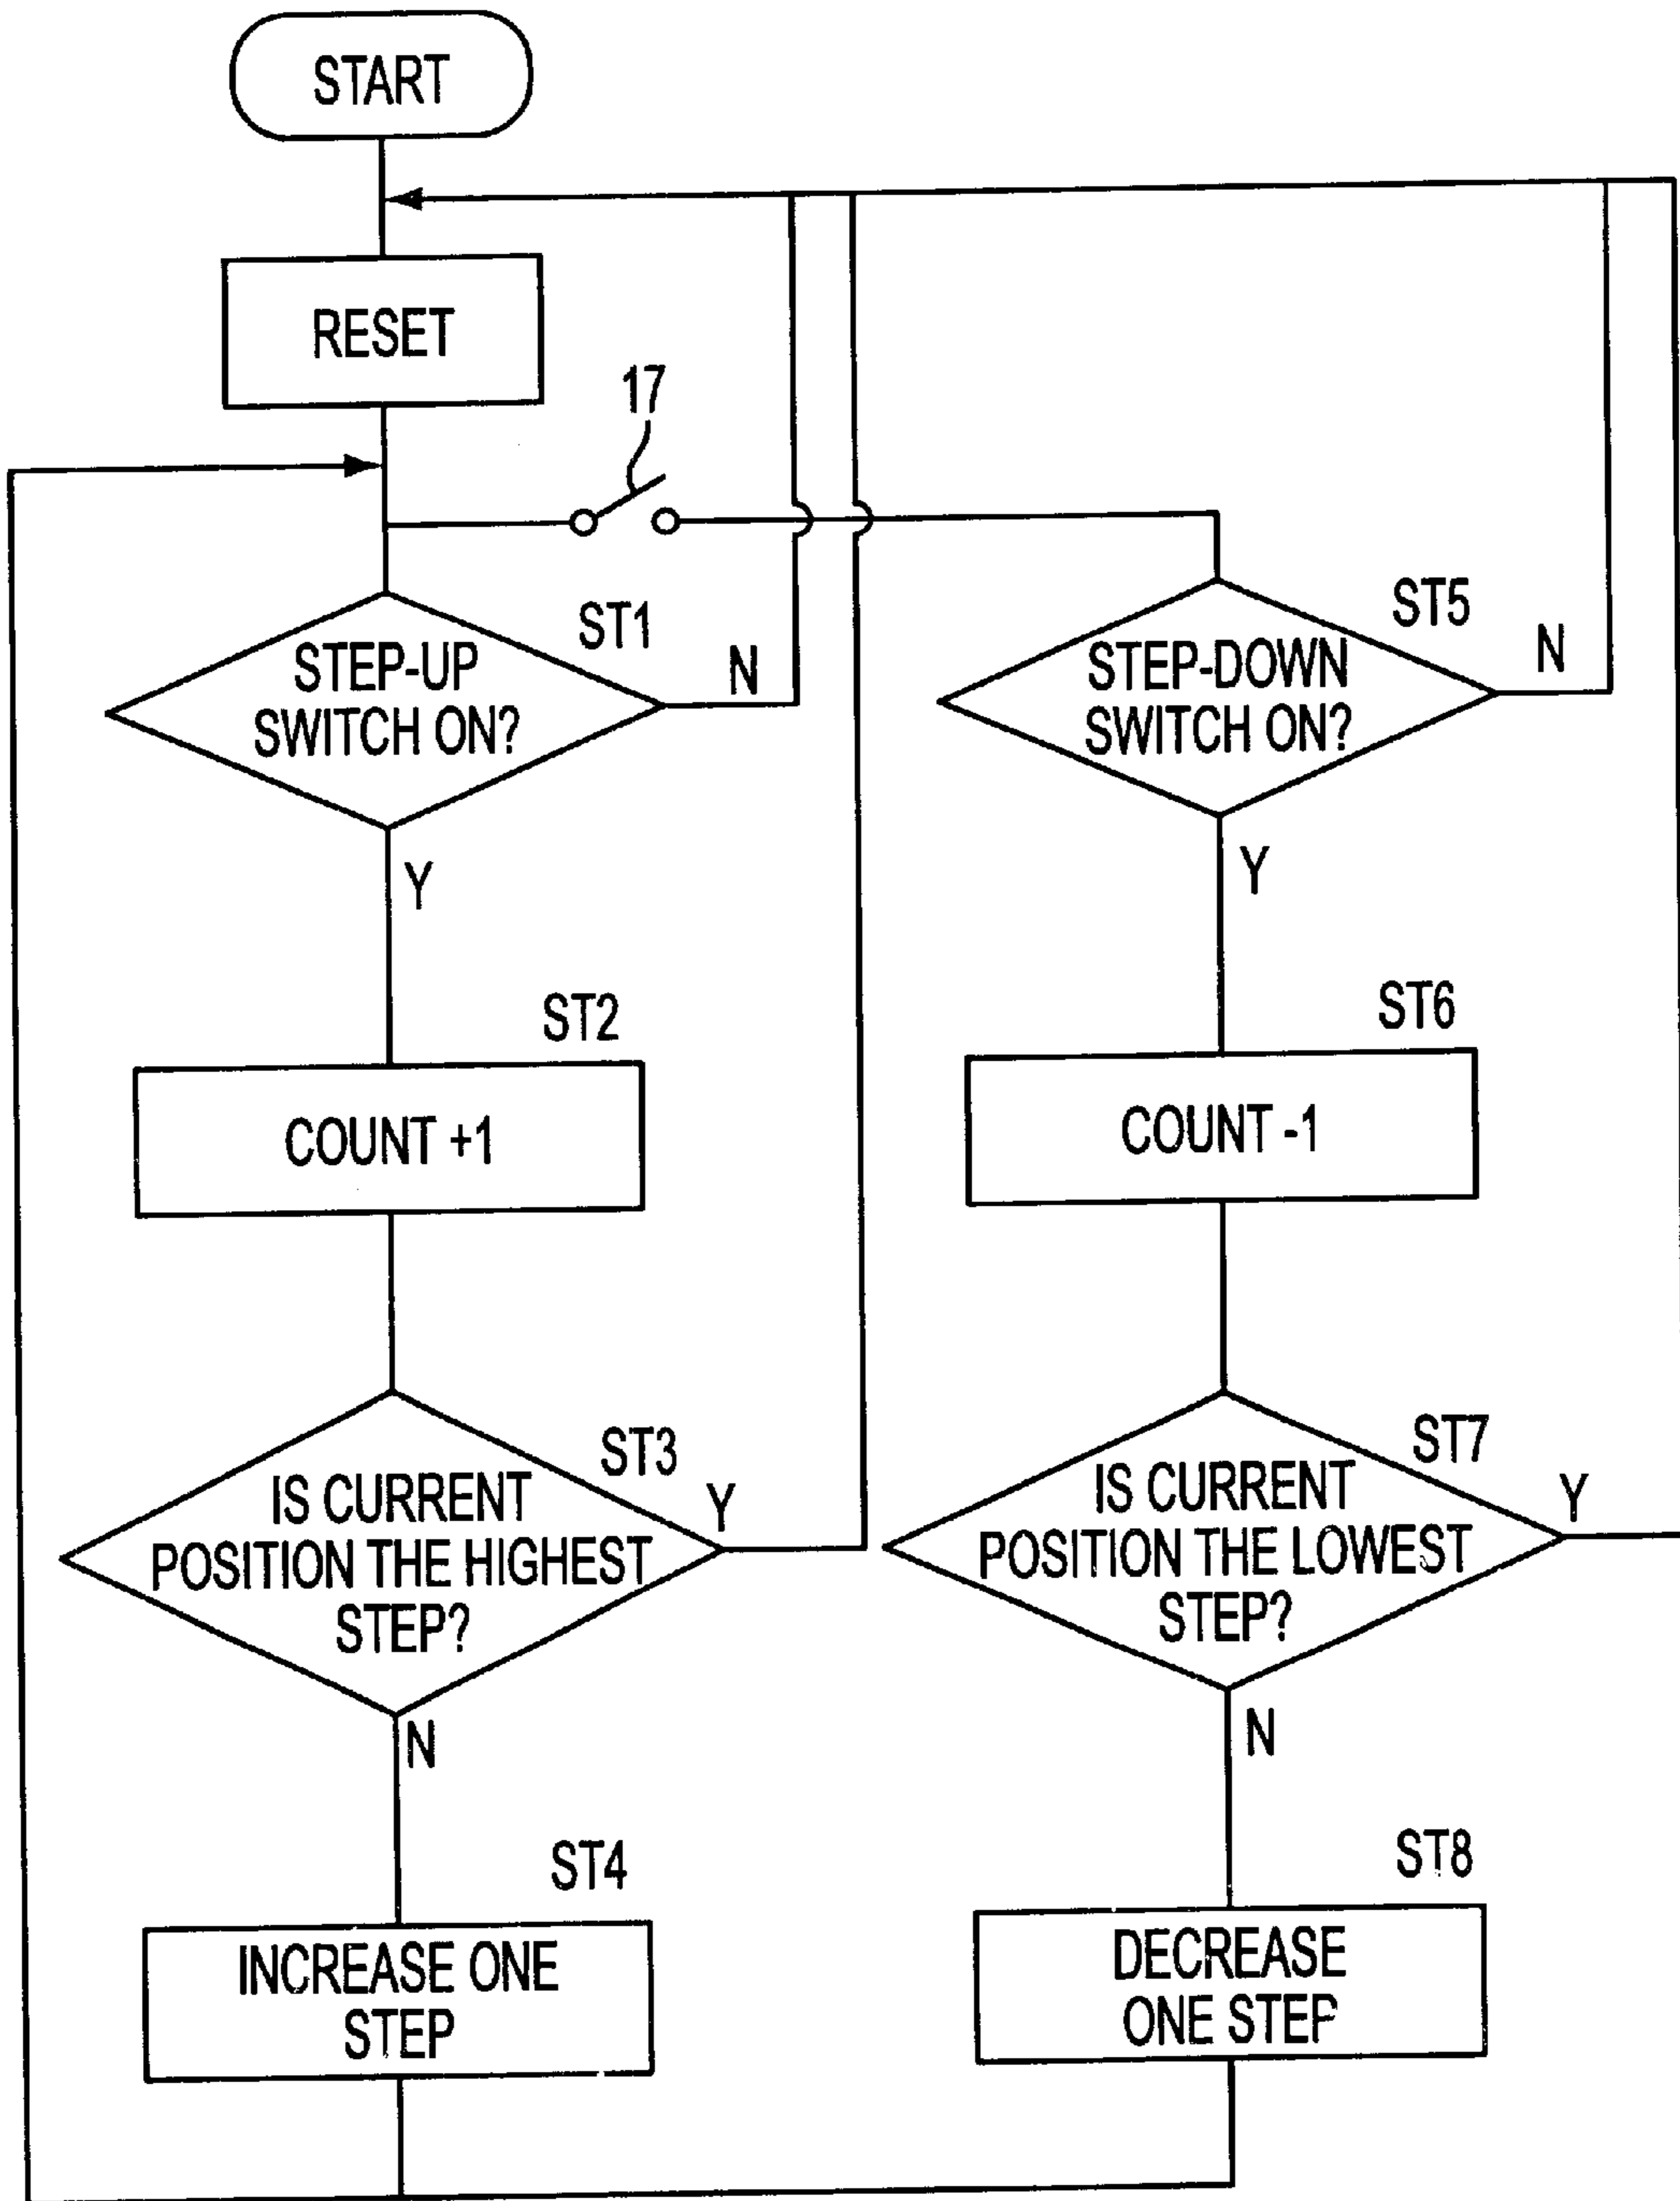 START
RESET
17
ST1
STEP-UP
SWITCH ON?
N
Y
ST5
STEP-DOWN
SWITCH ON?
N
Y
ST2
COUNT +1
ST6
COUNT -1
ST3
IS CURRENT
POSITION THE HIGHEST
STEP?
Y
N
ST7
IS CURRENT
POSITION THE LOWEST
STEP?
Y
N
ST4
INCREASE ONE
STEP
ST8
DECREASE
ONE STEP